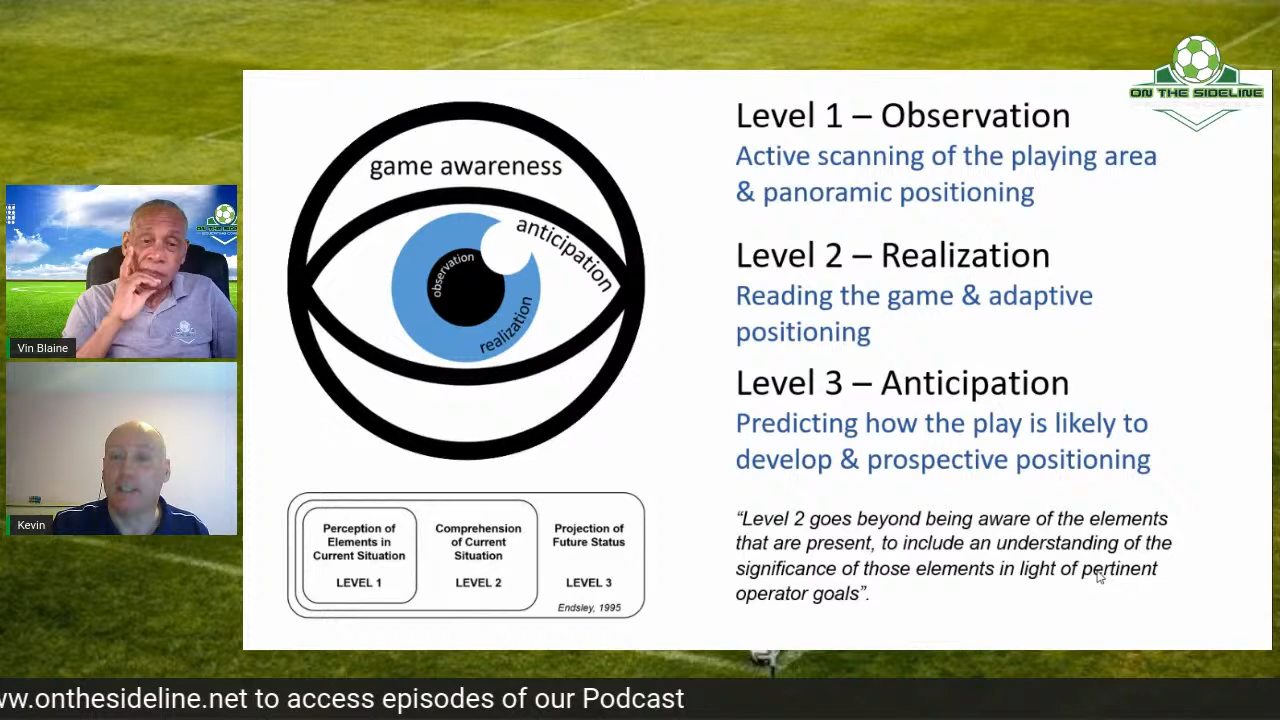 ON THE SIDELINE
game awareness
anticipation
observation
realization
Level 1 – Observation
Active scanning of the playing area
& panoramic positioning
Level 2 – Realization
Reading the game & adaptive
positioning
Level 3 – Anticipation
Predicting how the play is likely to
develop & prospective positioning
“Level 2 goes beyond being aware of the elements
that are present, to include an understanding of the
significance of those elements in light of pertinent
operator goals”.
Perception of
Elements in
Current Situation
LEVEL 1
Comprehension
of Current
Situation
LEVEL 2
Projection of
Future Status
LEVEL 3
Endsley, 1995
Vin Blaine
Kevin
w.onthesideline.net to access episodes of our Podcast